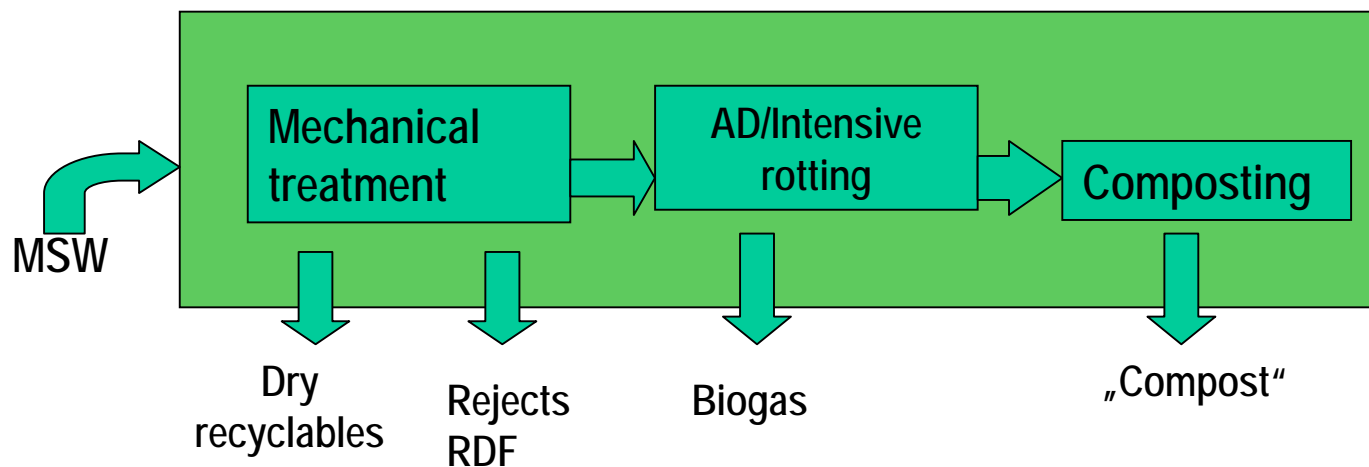 Mechanical
treatment
AD/Intensive
rotting
Composting
MSW
Dry
recyclables
Rejects
RDF
Biogas
„Compost“